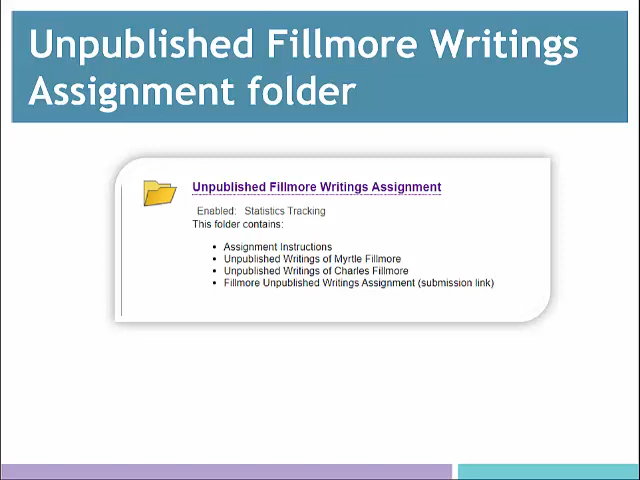 Unpublished Fillmore Writings
Assignment folder
Unpublished Fillmore Writings Assignment
Enabled: Statistics Tracking
This folder contains:
• Assignment Instructions
• Unpublished Writings of Myrtle Fillmore
• Unpublished Writings of Charles Fillmore
• Fillmore Unpublished Writings Assignment (submission link)